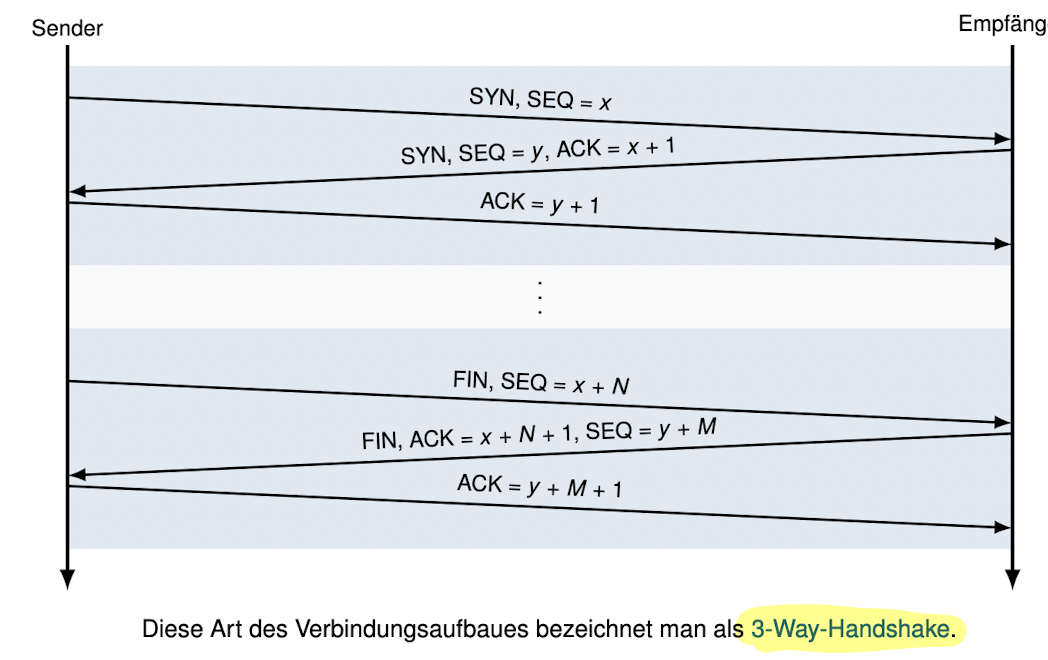 Sender
Empfäng
SYN, SEQ = x
SYN, SEQ = y, ACK = x + 1
ACK = y + 1
⋮
FIN, SEQ = x + N
FIN, ACK = x + N + 1, SEQ = y + M
ACK = y + M + 1
Diese Art des Verbindungsaufbaues bezeichnet man als 3-Way-Handshake.